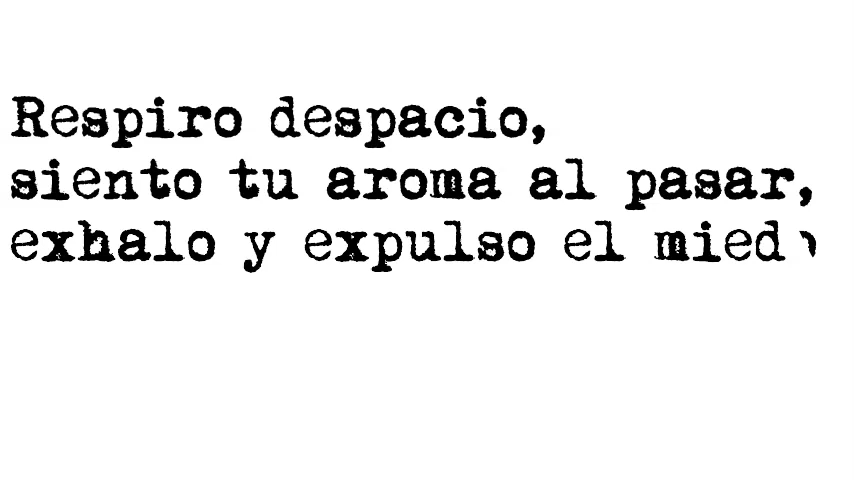 Respiro despacio,
siento tu aroma al pasar,
exhalo y expulso el mied